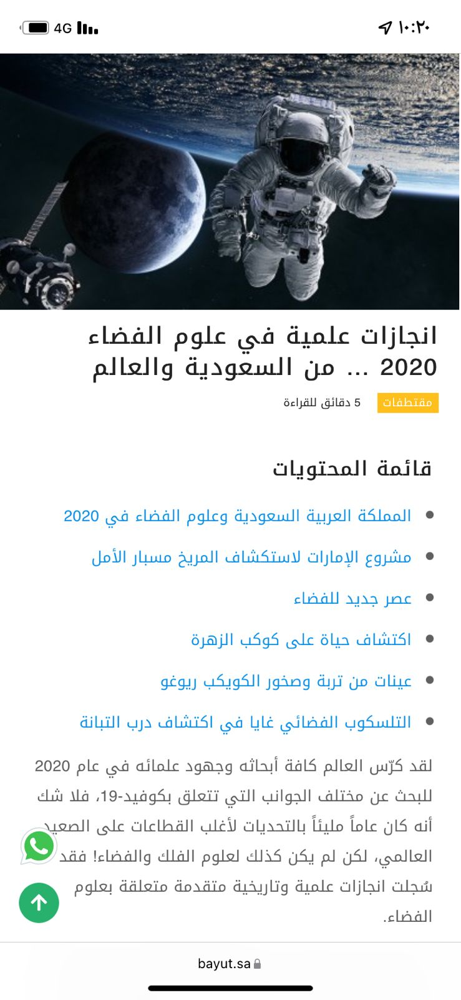 ١٠:٢٠
4G
انجازات علمية في علوم الفضاء
2020 ... من السعودية والعالم
مقتطفات
5 دقائق للقراءة
قائمة المحتويات
المملكة العربية السعودية وعلوم الفضاء في 2020
مشروع الإمارات لاستكشاف المريخ مسبار الأمل
عصر جديد للفضاء
اكتشاف حياة على كوكب الزهرة
عينات من تربة وصخور الكويكب ريوغو
التلسكوب الفضائي غايا في اكتشاف درب التبانة
لقد كرّس العالم كافة أبحاثه وجهود علمائه في عام 2020
للبحث عن مختلف الجوانب التي تتعلق بكوفيد-19، فلا شك
أنه كان عاماً مليئاً بالتحديات لأغلب القطاعات على الصعيد
العالمي، لكن لم يكن كذلك لعلوم الفلك والفضاء! فقد
سُجلت انجازات علمية وتاريخية متقدمة متعلقة بعلوم
الفضاء.
bayut.sa